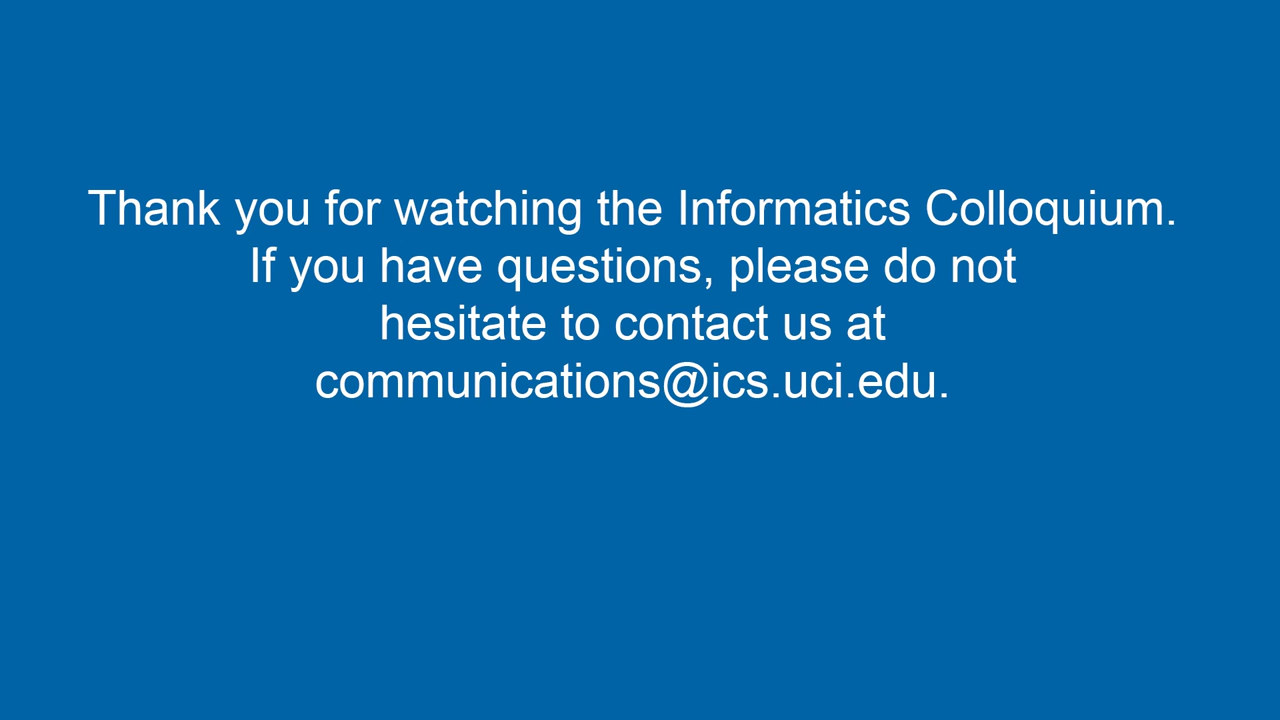 Thank you for watching the Informatics Colloquium.
If you have questions, please do not
hesitate to contact us at
communications@ics.uci.edu.